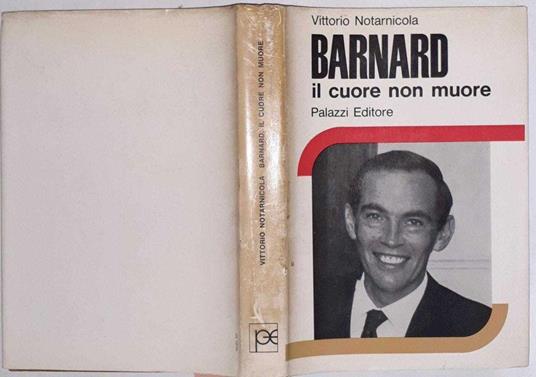 Vittorio Notarnicola
BARNARD
il cuore non muore
Palazzi Editore
VITTORIO NOTARNICOLA BARNARD: IL CUORE NON MUORE